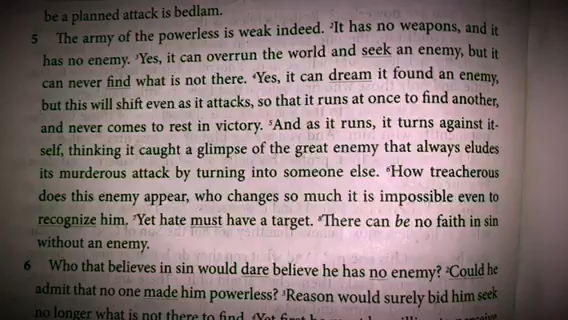 be a planned attack is bedlam.
5 The army of the powerless is weak indeed. ²It has no weapons, and it
has no enemy. ³Yes, it can overrun the world and seek an enemy, but it
can never find what is not there. ⁴Yes, it can dream it found an enemy,
but this will shift even as it attacks, so that it runs at once to find another,
and never comes to rest in victory. ⁵And as it runs, it turns against it-
self, thinking it caught a glimpse of the great enemy that always eludes
its murderous attack by turning into someone else. ⁶How treacherous
does this enemy appear, who changes so much it is impossible even to
recognize him. ⁷Yet hate must have a target. ⁸There can be no faith in sin
without an enemy.
6 Who that believes in sin would dare believe he has no enemy? ²Could he
admit that no one made him powerless? ³Reason would surely bid him seek
no longer what is not there to find. ⁴Yet first he must